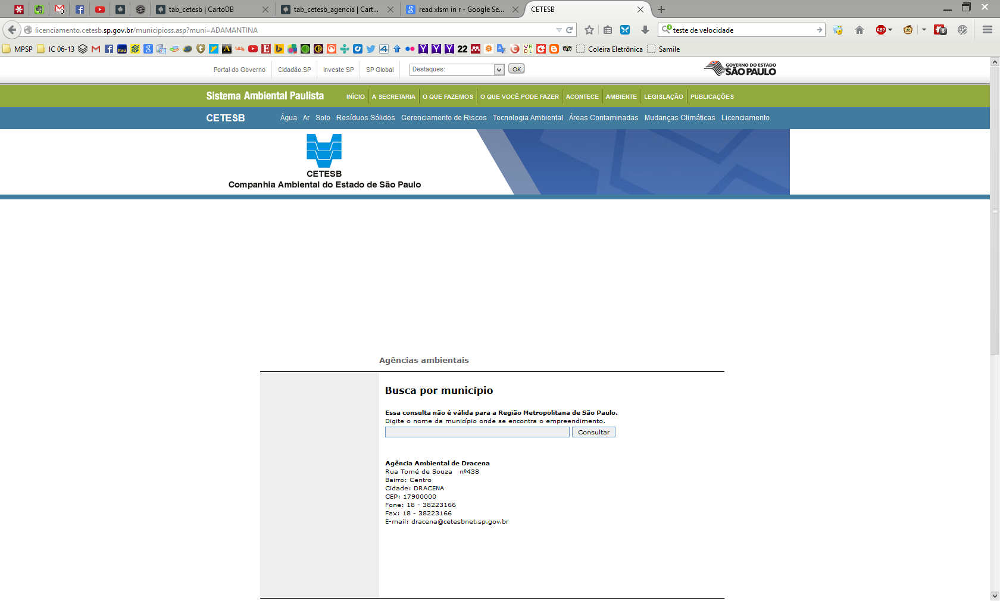 tab_cetesb | CartoDB
tab_cetesb_agencia | Cart...
read xlsm in r - Google Se...
CETESB
licenciamento.cetesb.sp.gov.br/municipioss.asp?muni=ADAMANTINA
teste de velocidade
MPSP
IC 06-13
bitly
22
Coleira Eletrônica
Samile
Portal do Governo
Cidadão.SP
Investe SP
SP Global
Destaques:
OK
GOVERNO DO ESTADO
SÃO PAULO
Sistema Ambiental Paulista
INÍCIO
A SECRETARIA
O QUE FAZEMOS
O QUE VOCÊ PODE FAZER
ACONTECE
AMBIENTE
LEGISLAÇÃO
PUBLICAÇÕES
CETESB
Água
Ar
Solo
Resíduos Sólidos
Gerenciamento de Riscos
Tecnologia Ambiental
Áreas Contaminadas
Mudanças Climáticas
Licenciamento
CETESB
Companhia Ambiental do Estado de São Paulo
Agências ambientais
Busca por município
Essa consulta não é válida para a Região Metropolitana de São Paulo.
Digite o nome da município onde se encontra o empreendimento.
Consultar
Agência Ambiental de Dracena
Rua Tomé de Souza nº438
Bairro: Centro
Cidade: DRACENA
CEP: 17900000
Fone: 18 - 38223166
Fax: 18 - 38223166
E-mail: dracena@cetesbnet.sp.gov.br